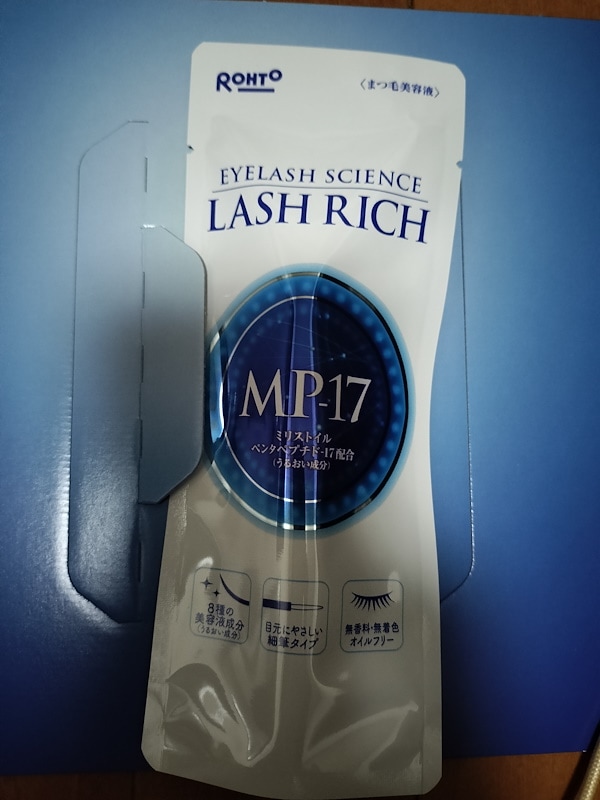 ROHTO
〈まつ毛美容液〉
EYELASH SCIENCE
LASH RICH
MP-17
ミリストイル
ペンタペプチド-17配合
(うるおい成分)
8種の
美容液成分
(うるおい成分)
目元にやさしい
細筆タイプ
無香料・無着色
オイルフリー